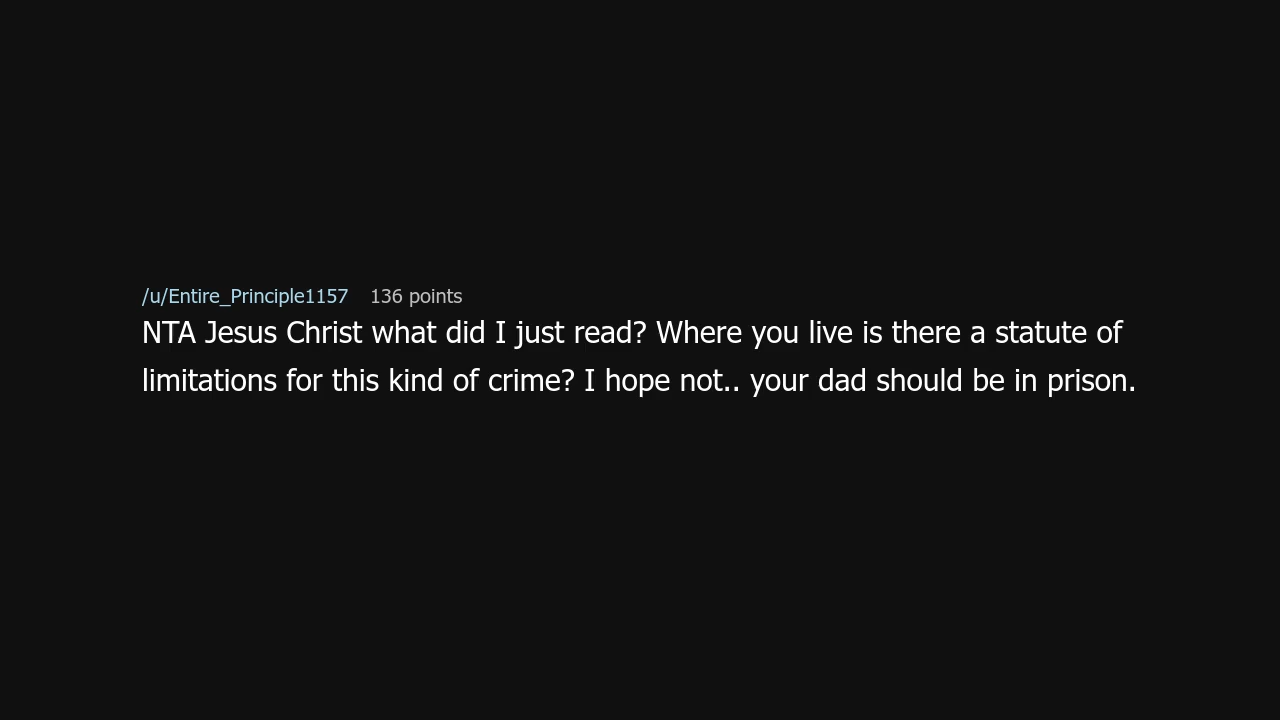 /u/Entire_Principle1157 136 points
NTA Jesus Christ what did I just read? Where you live is there a statute of
limitations for this kind of crime? I hope not.. your dad should be in prison.